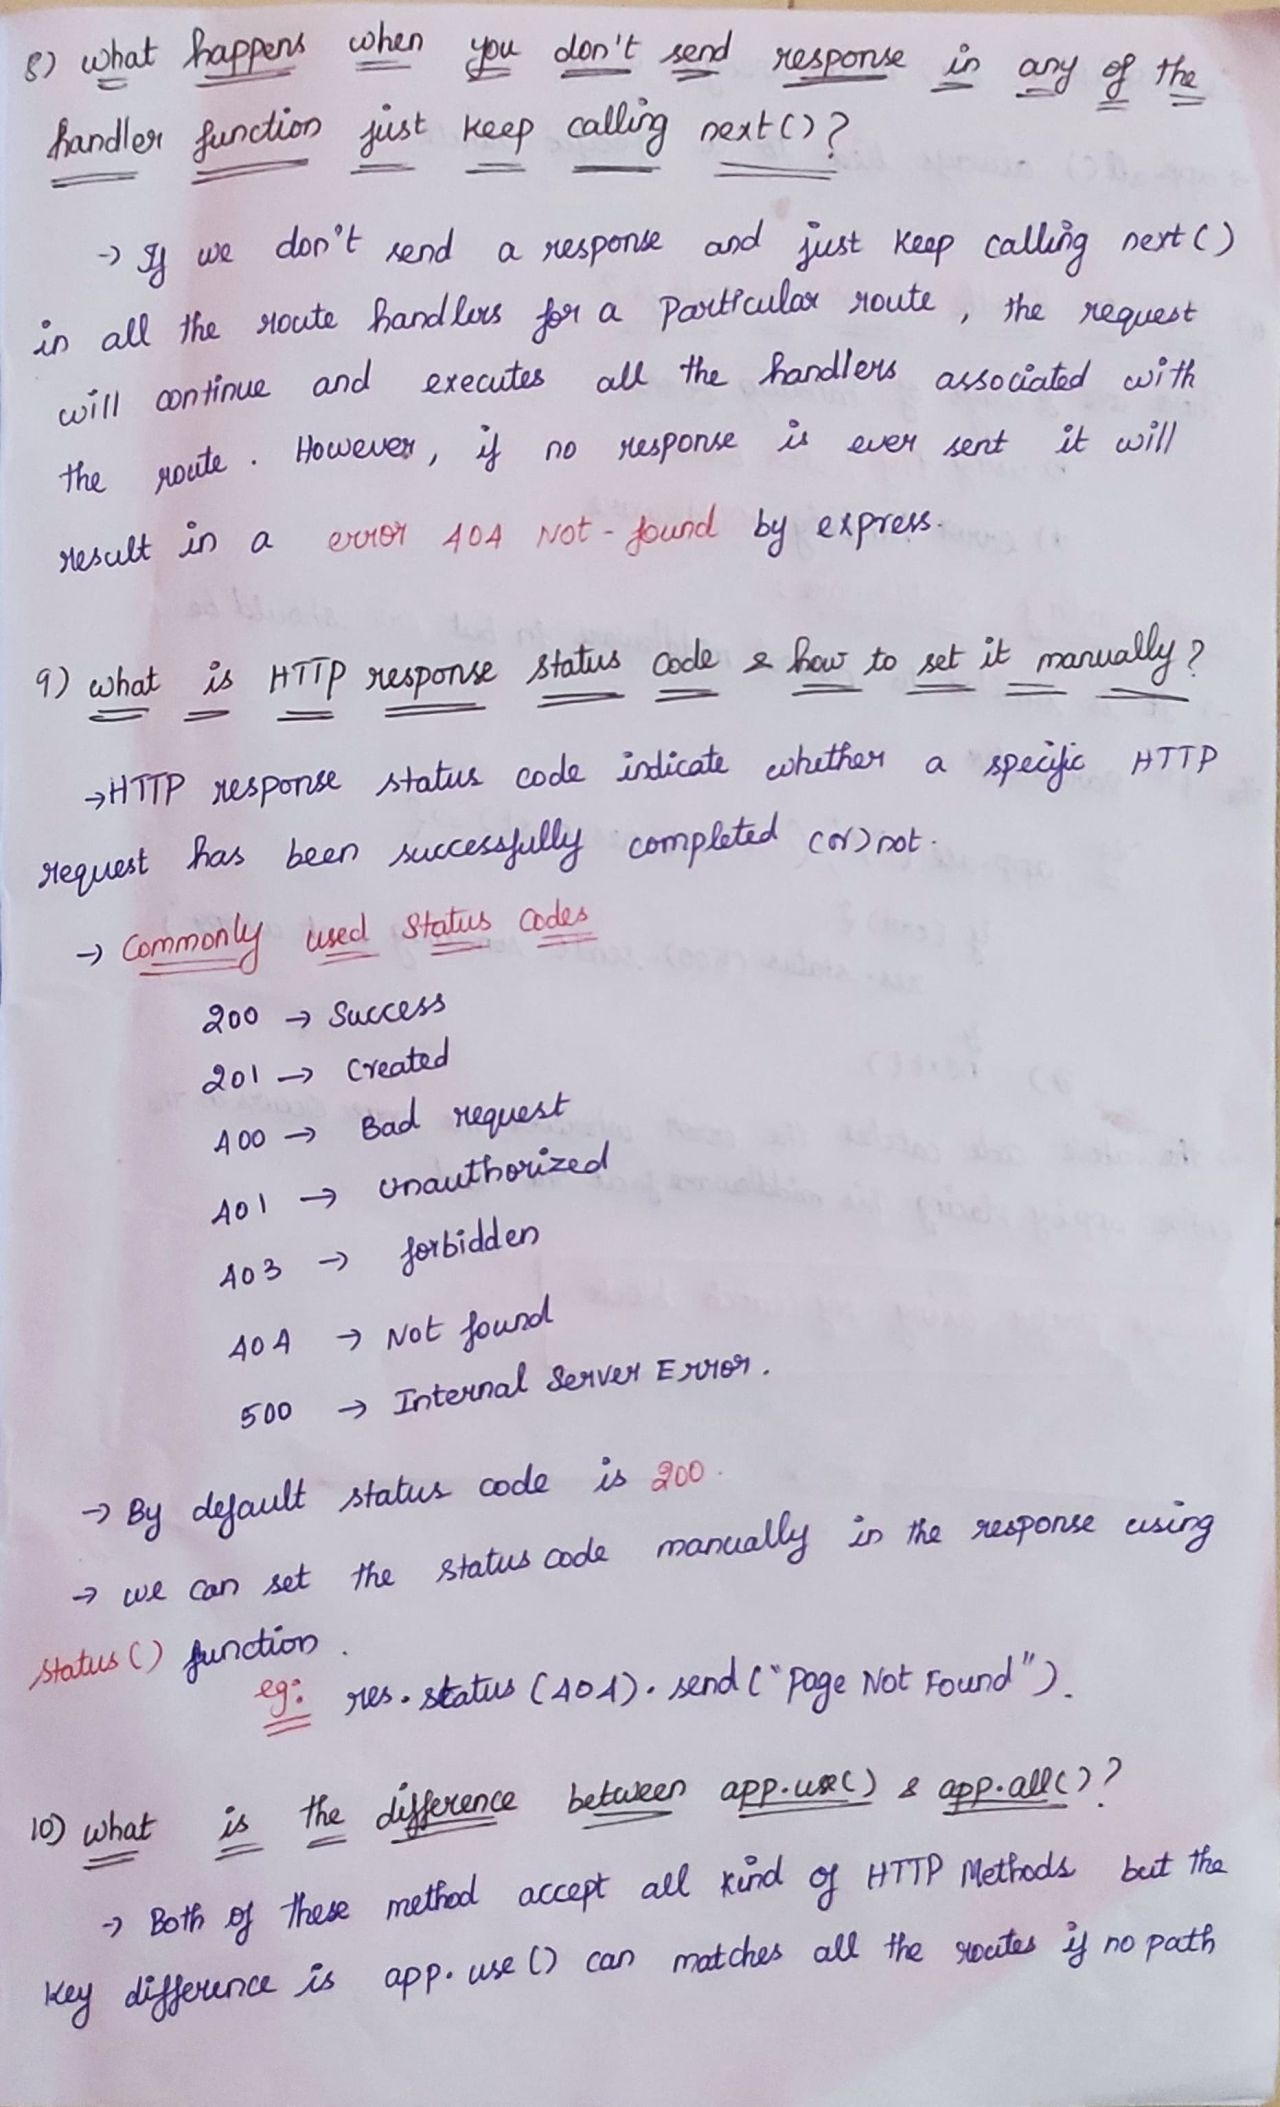 8) what happens when you don't send response in any of the
handler function just keep calling next()?
→ If we don't send a response and just keep calling next()
in all the route handlers for a Particular route, the request
will continue and executes all the handlers associated with
the route. However, if no response is ever sent it will
result in a error 404 Not-found by express.
9) what is HTTP response status code & how to set it manually?
→ HTTP response status code indicate whether a specific HTTP
request has been successfully completed (or) not.
→ Commonly used Status Codes
200 → Success
201 → Created
400 → Bad request
401 → unauthorized
403 → forbidden
404 → Not found
500 → Internal Server Error.
→ By default status code is 200.
→ we can set the status code manually in the response using
status() function.
eg: res.status(404).send("Page Not Found").
10) what is the difference between app.use() & app.all()?
→ Both of these method accept all kind of HTTP Methods but the
key difference is app.use() can matches all the routes if no path